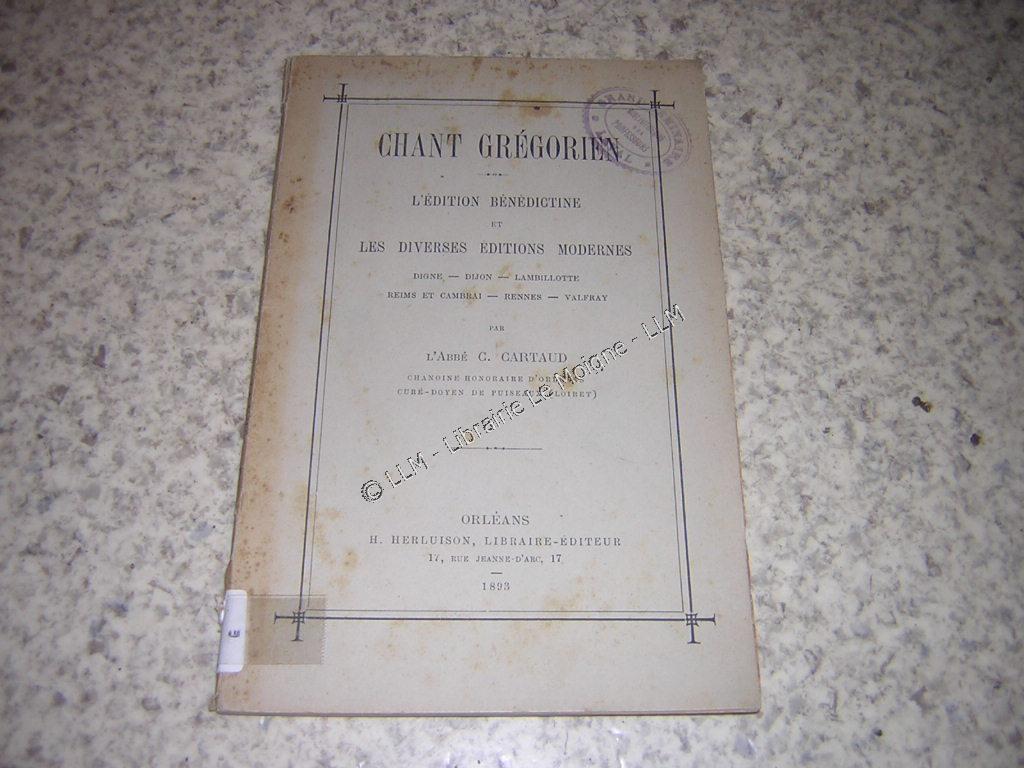 CHANT GRÉGORIEN
L'ÉDITION BÉNÉDICTINE
ET
LES DIVERSES ÉDITIONS MODERNES
DIGNE — DIJON — LAMBILLOTTE
REIMS ET CAMBRAI — RENNES — VALFRAY
PAR
L'ABBÉ C. CARTAUD
CHANOINE HONORAIRE
CURÉ-DOYEN DE PUISEAUX (LOIRET)
© LLM - Librairie Le Moigne - LLM
ORLÉANS
H. HERLUISON, LIBRAIRE-ÉDITEUR
17, RUE JEANNE-D'ARC, 17
1893